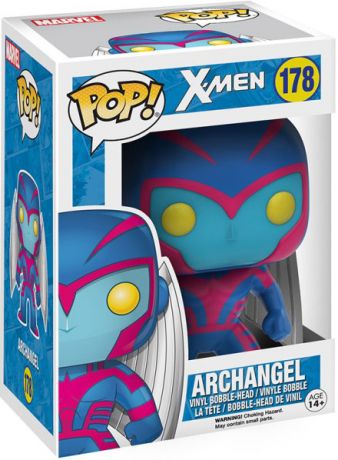 MARVEL
POP!
X-MEN
178
ARCHANGEL
178
ARCHANGEL
VINYL BOBBLE-HEAD / VINYLE BOBBLE
LA TÊTE / BOBBLE-HEAD DE VINIL
WARNING! CHOKING HAZARD.
May contain small parts.
AGE
14+
POP!